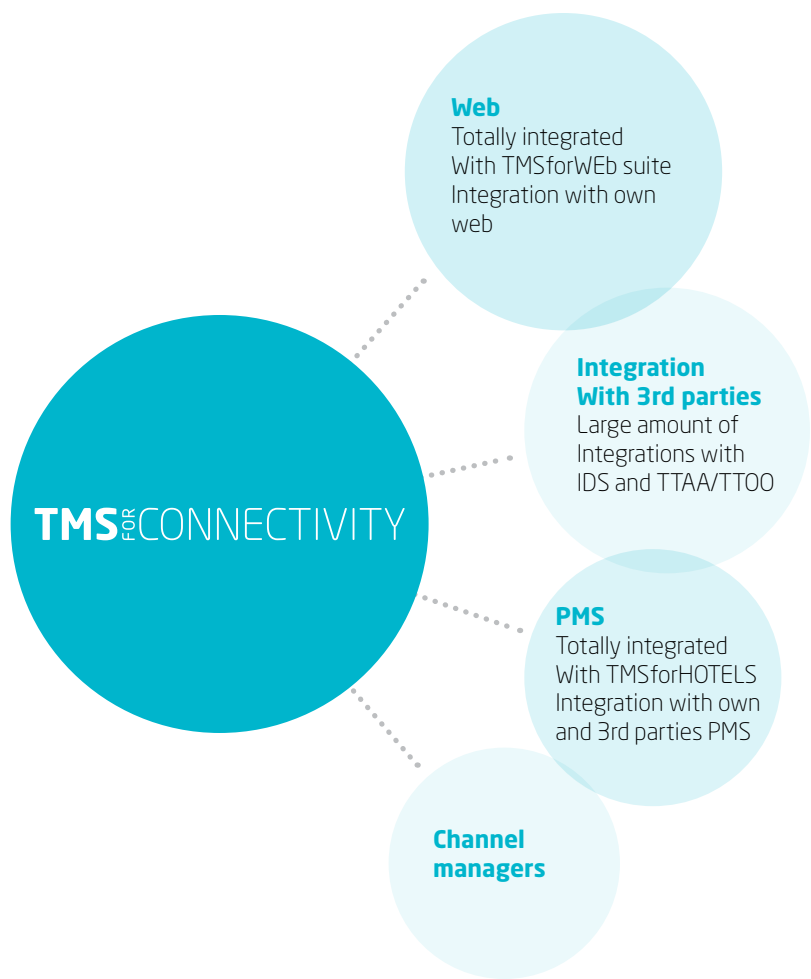 Web
Totally integrated
With TMSforWEb suite
Integration with own
web
Integration
With 3rd parties
Large amount of
Integrations with
IDS and TTAA/TTOO
TMS FOR CONNECTIVITY
PMS
Totally integrated
With TMSforHOTELS
Integration with own
and 3rd parties PMS
Channel
managers